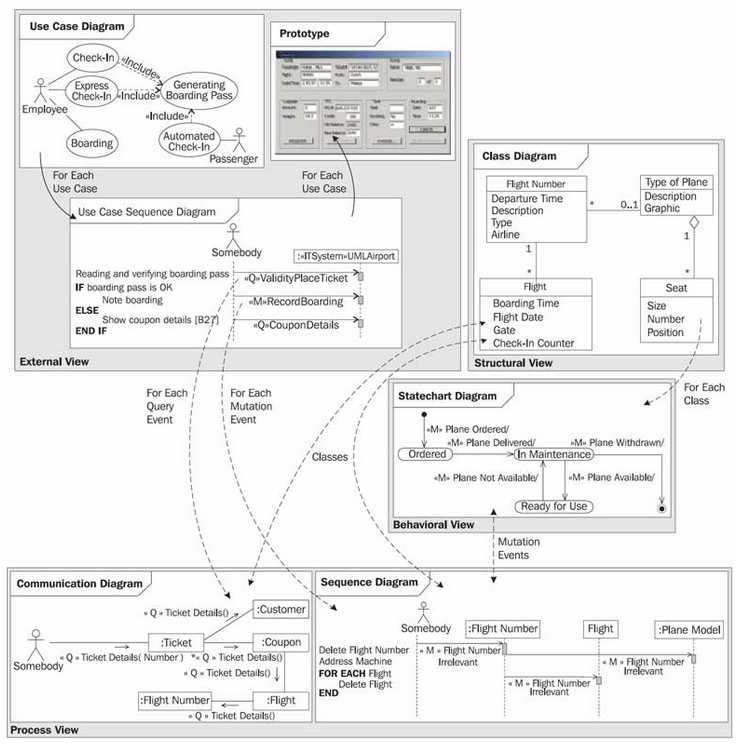 Use Case Diagram
Check-In
«Include»
Express
Check-In
«Include»
Generating
Boarding Pass
Employee
«Include»
Boarding
Automated
Check-In
Passenger
Prototype
For Each
Use Case
For Each
Use Case
Use Case Sequence Diagram
Somebody
:«ITSystem»UMLAirport
Reading and verifying boarding pass
IF boarding pass is OK
Note boarding
ELSE
Show coupon details [B27]
END IF
«Q»ValidityPlaceTicket
«M»RecordBoarding
«Q»CouponDetails
External View
Class Diagram
Flight Number
Departure Time
Description
Type
Airline
* 0..1
Type of Plane
Description
Graphic
1
*
1
*
Flight
Boarding Time
Flight Date
Gate
Check-In Counter
Seat
Size
Number
Position
Structural View
For Each
Query
Event
For Each
Mutation
Event
Classes
For Each
Class
Statechart Diagram
«M» Plane Ordered/
«M» Plane Delivered/
«M» Plane Withdrawn/
Ordered
In Maintenance
«M» Plane Not Available/
«M» Plane Available/
Ready for Use
Behavioral View
Mutation
Events
Communication Diagram
« Q » Ticket Details()
:Customer
Somebody
« Q » Ticket Details( Number )
:Ticket
*« Q » Ticket Details()
:Coupon
« Q » Ticket Details()
:Flight Number
:Flight
« Q » Ticket Details()
Process View
Sequence Diagram
Somebody
:Flight Number
Flight
:Plane Model
Delete Flight Number
Address Machine
FOR EACH Flight
Delete Flight
END
« M » Flight Number
Irrelevant
« M » Flight Number
Irrelevant
« M » Flight Number
Irrelevant